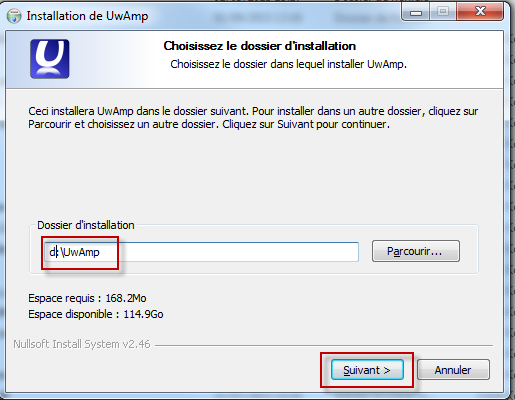 Installation de UwAmp
Choisissez le dossier d'installation
Choisissez le dossier dans lequel installer UwAmp.
Ceci installera UwAmp dans le dossier suivant. Pour installer dans un autre dossier, cliquez sur
Parcourir et choisissez un autre dossier. Cliquez sur Suivant pour continuer.
Dossier d'installation
d:\UwAmp
Parcourir...
Espace requis : 168.2Mo
Espace disponible : 114.9Go
Nullsoft Install System v2.46
Suivant >
Annuler